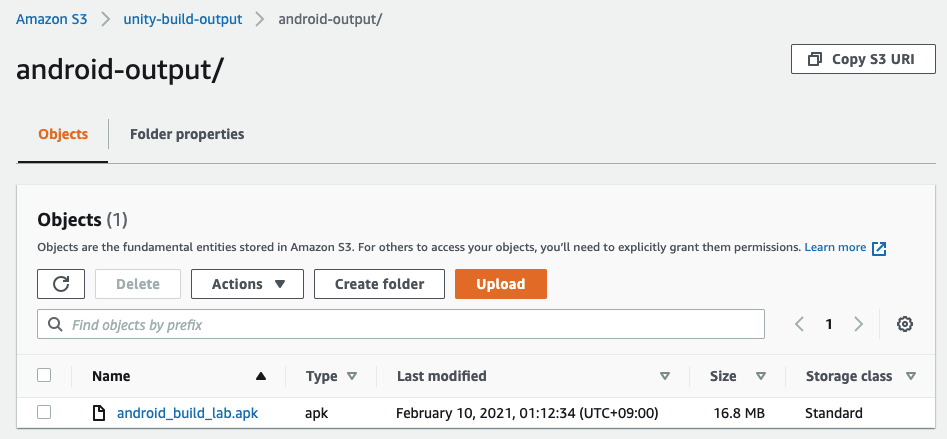 Amazon S3 > unity-build-output > android-output/
android-output/
Copy S3 URI
Objects Folder properties
Objects (1)
Objects are the fundamental entities stored in Amazon S3. For others to access your objects, you'll need to explicitly grant them permissions. Learn more
Delete Actions Create folder Upload
Find objects by prefix 1
Name Type Last modified Size Storage class
android_build_lab.apk apk February 10, 2021, 01:12:34 (UTC+09:00) 16.8 MB Standard